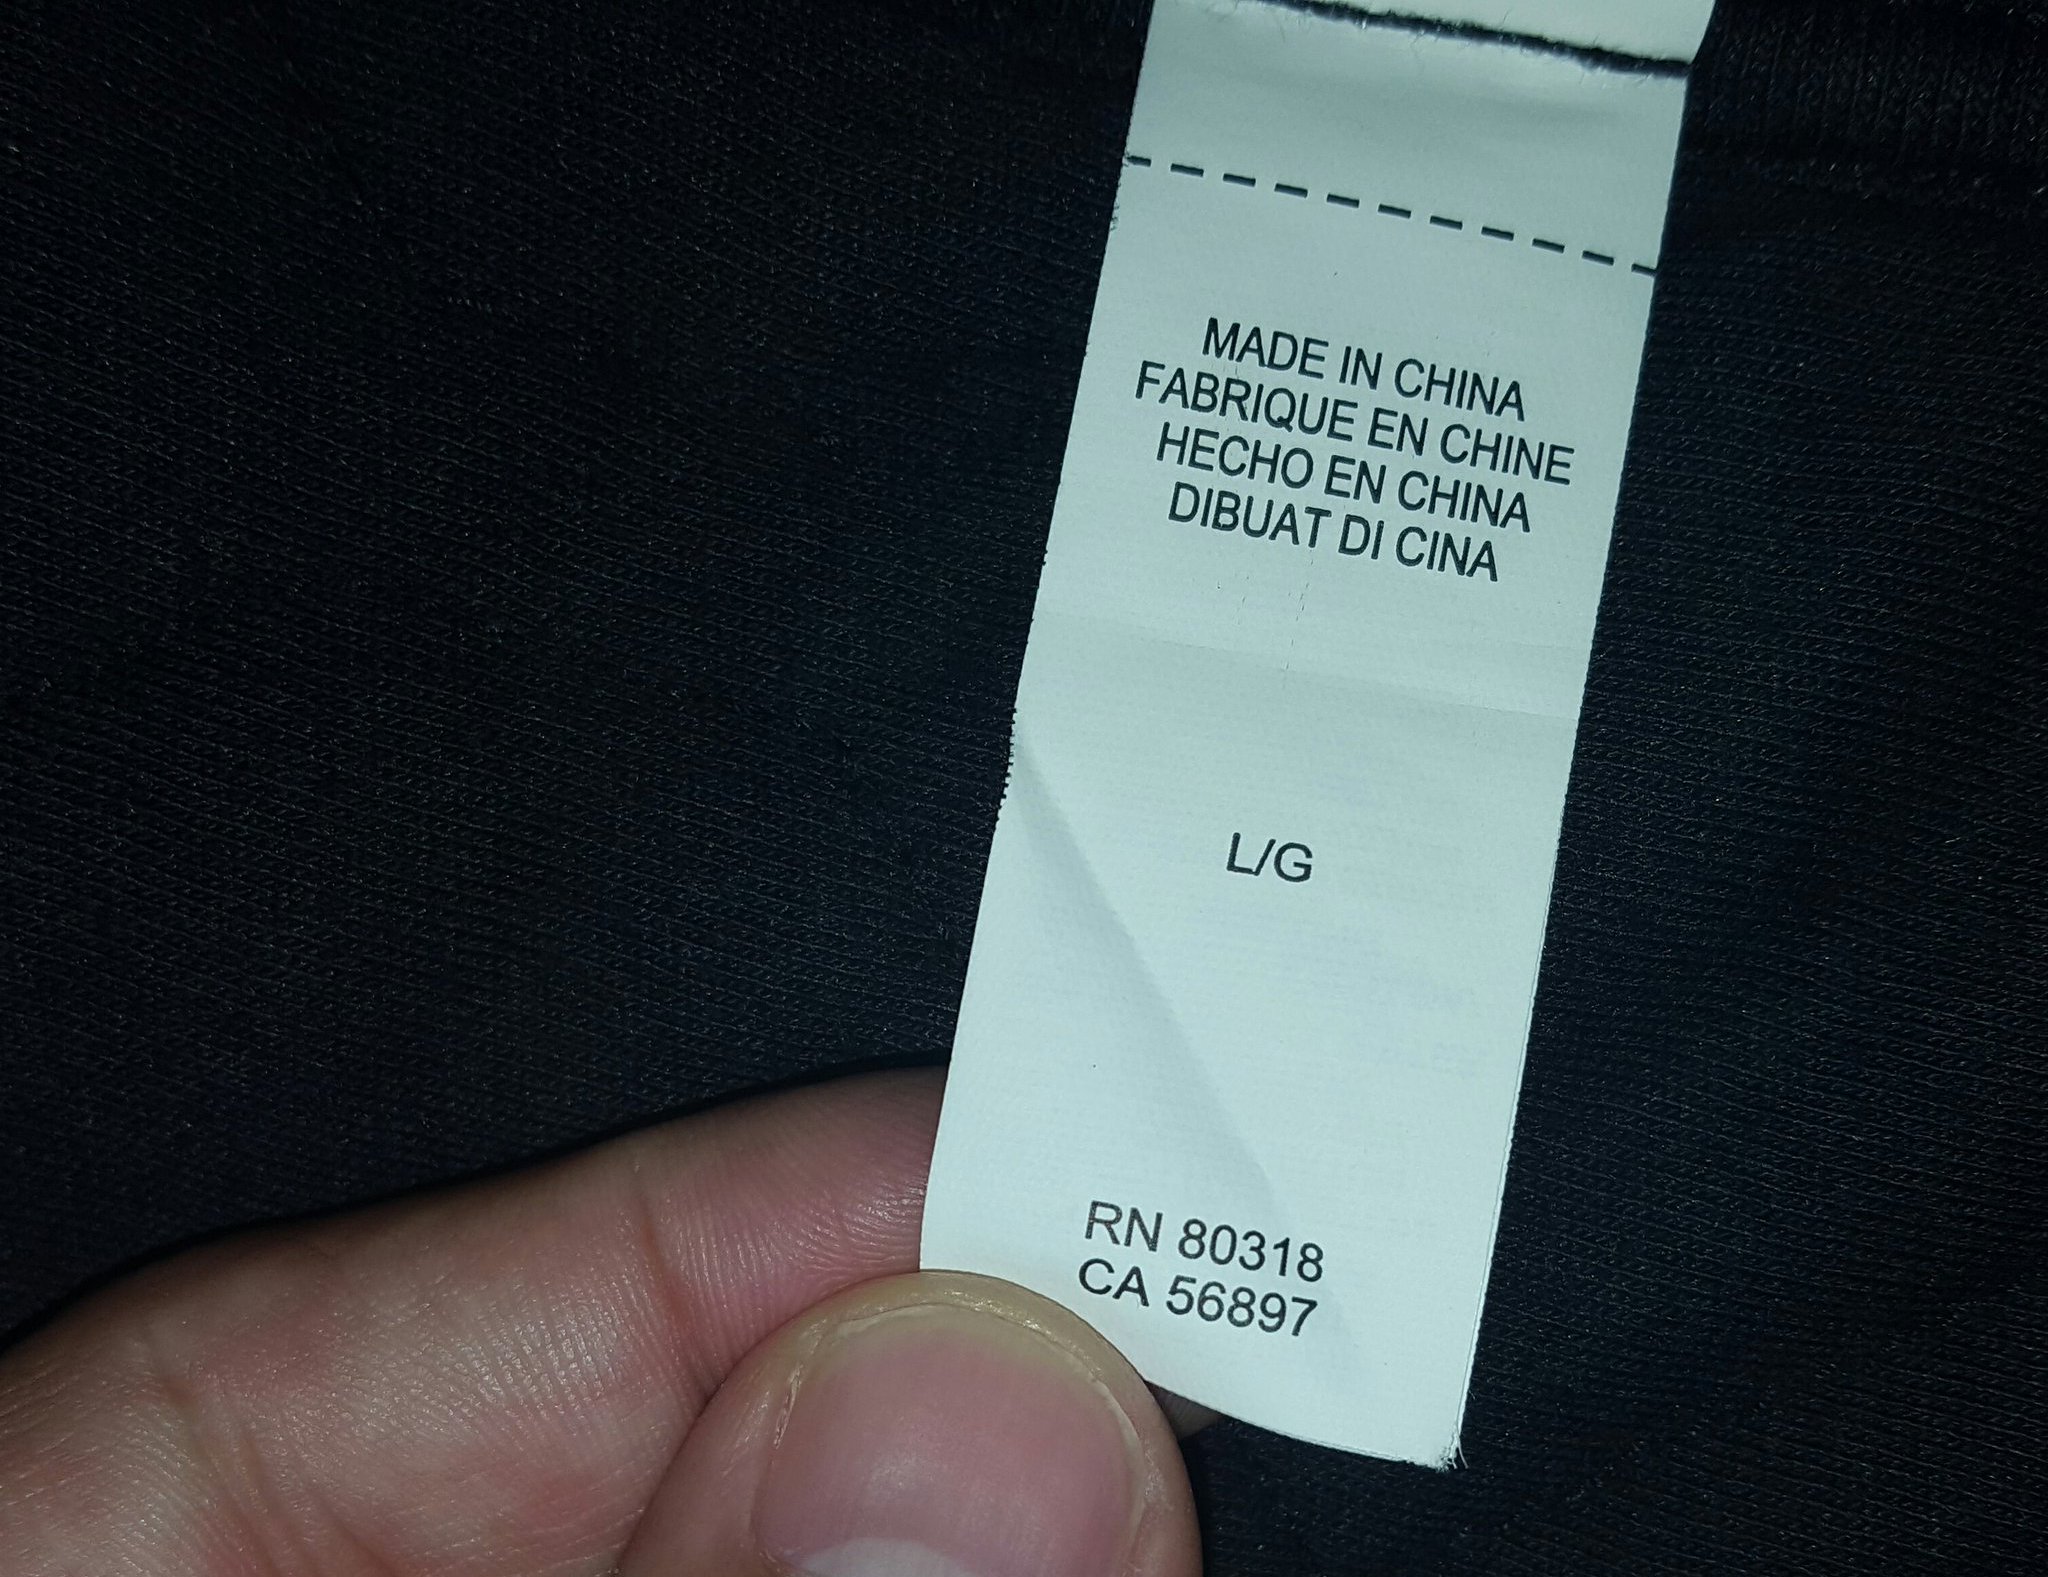 MADE IN CHINA
FABRIQUE EN CHINE
HECHO EN CHINA
DIBUAT DI CINA
L/G
RN 80318
CA 56897